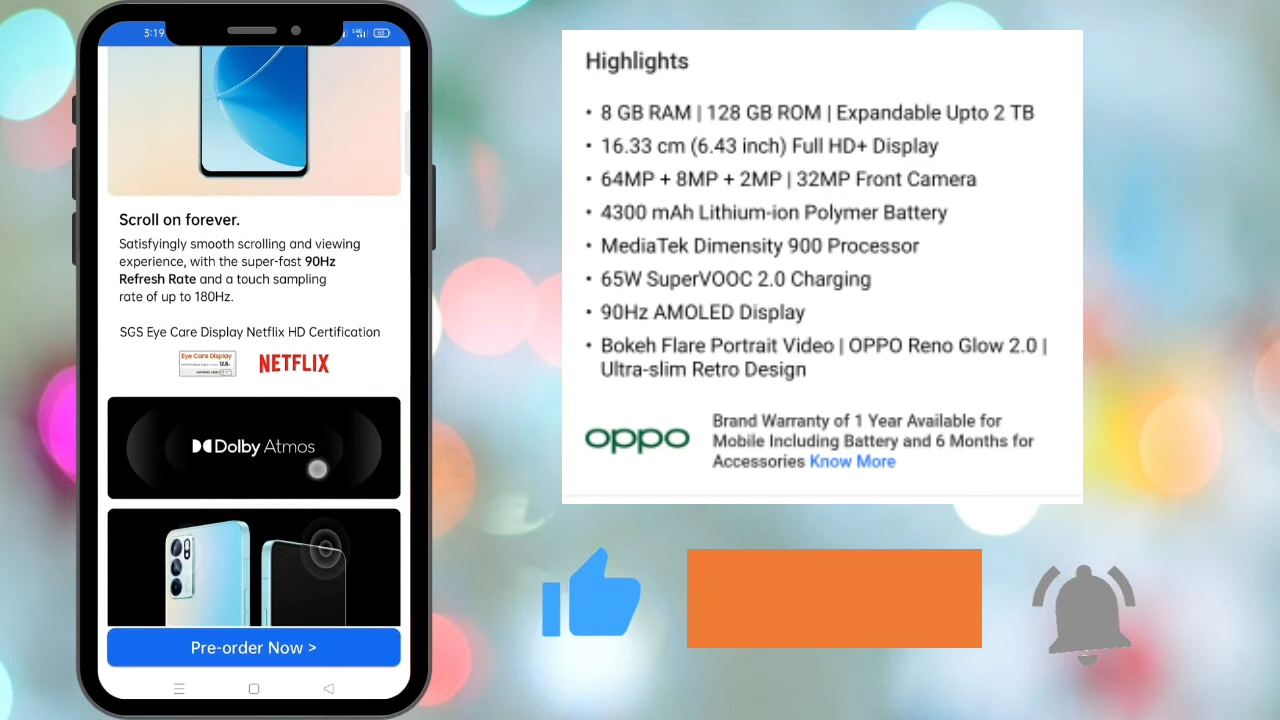 3:19
63
Scroll on forever.
Satisfyingly smooth scrolling and viewing
experience, with the super-fast 90Hz
Refresh Rate and a touch sampling
rate of up to 180Hz.
SGS Eye Care Display Netflix HD Certification
Eye Care Display
NETFLIX
Dolby Atmos
Pre-order Now >
Highlights
• 8 GB RAM | 128 GB ROM | Expandable Upto 2 TB
• 16.33 cm (6.43 inch) Full HD+ Display
• 64MP + 8MP + 2MP | 32MP Front Camera
• 4300 mAh Lithium-ion Polymer Battery
• MediaTek Dimensity 900 Processor
• 65W SuperVOOC 2.0 Charging
• 90Hz AMOLED Display
• Bokeh Flare Portrait Video | OPPO Reno Glow 2.0 |
Ultra-slim Retro Design
oppo
Brand Warranty of 1 Year Available for
Mobile Including Battery and 6 Months for
Accessories Know More